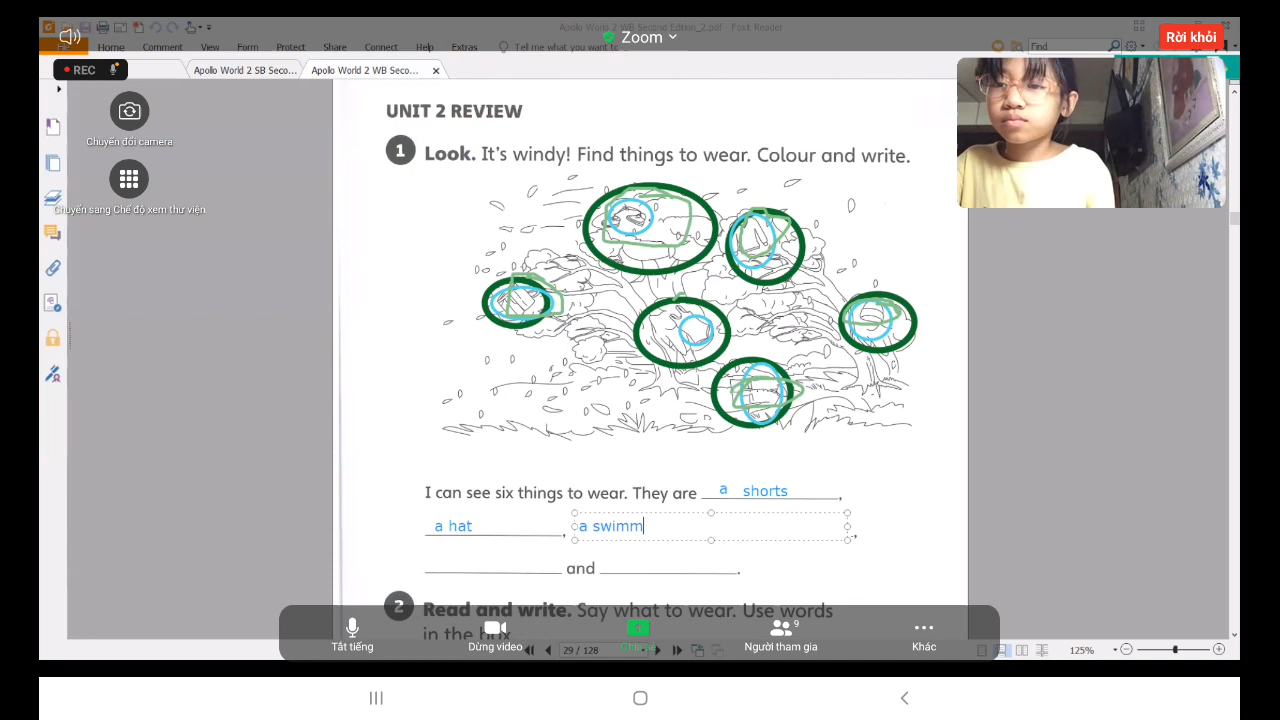 Apollo World 2 WB Second Edition_2.pdf - Foxit Reader
Zoom
Rời khỏi
File Home Comment View Form Protect Share Connect Help Extras Tell me what you want to
Find
REC
Apollo World 2 SB Seco...
Apollo World 2 WB Seco...
Chuyển đổi camera
Chuyển sang Chế độ xem thư viện
UNIT 2 REVIEW
1 Look. It's windy! Find things to wear. Colour and write.
I can see six things to wear. They are a shorts,
a hat, a swimm,
and .
2 Read and write. Say what to wear. Use words
in the box
9
Tắt tiếng
Dừng video
Người tham gia
Khác
29 / 128
125%